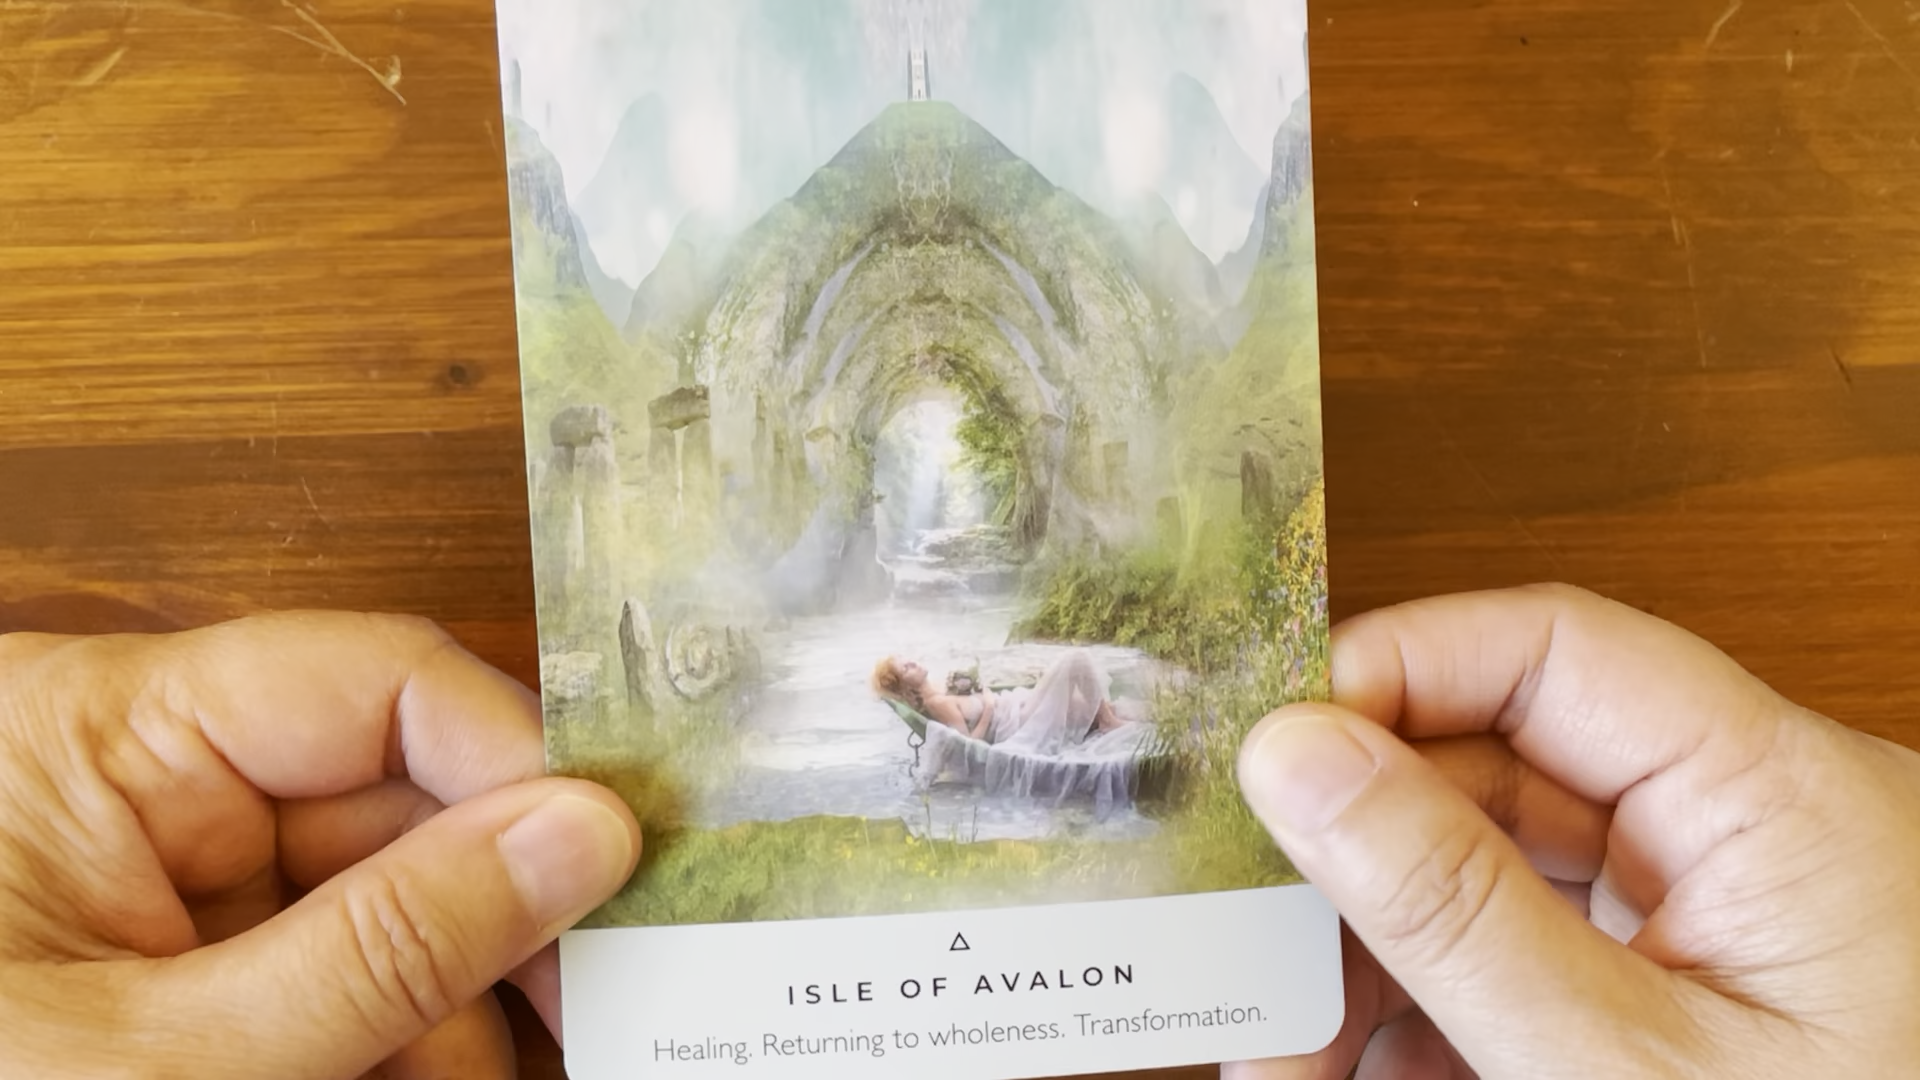 ISLE OF AVALON
Healing. Returning to wholeness. Transformation.